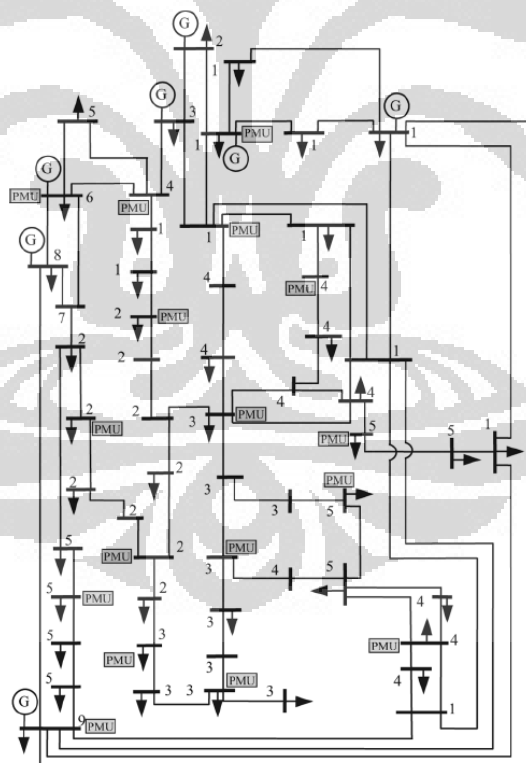 G
2
1
G
G
5
3
1 PMU 1 1
G
G
PMU 6
4
PMU
1 1 PMU 1
G
8
1 4 PMU 4
7
2 PMU 4
2 2 4 1
4 4
2 3 PMU
2 PMU PMU 5 5 1
2 2
3 3 5 PMU
2
5 PMU 2 PMU 3 4 5
5 PMU 2 4
3
5 3 PMU 4
PMU 3
5 4
G
3 3 PMU 3 1
9 PMU